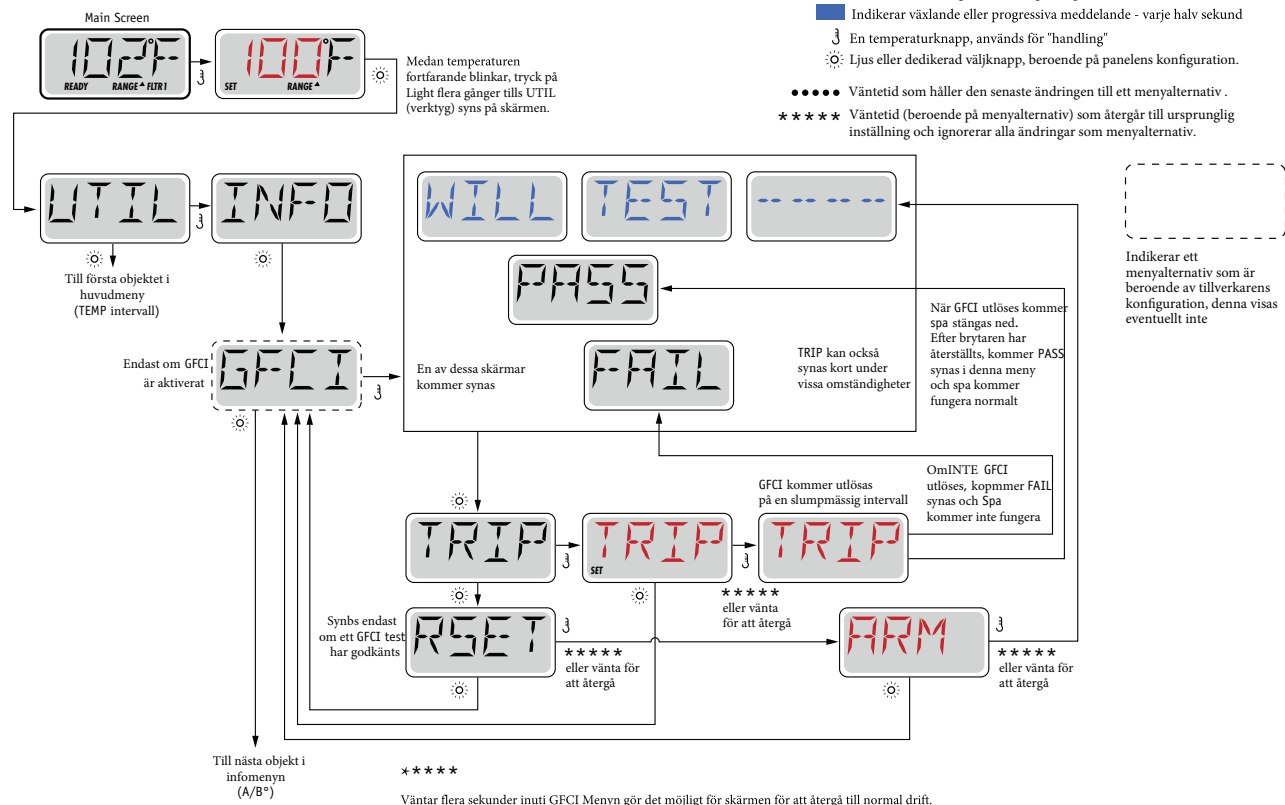 Main Screen
102°F
READY RANGE FLTR1
100°F
SET RANGE
Medan temperaturen
fortfarande blinkar, tryck på
Light flera gånger tills UTIL
(verktyg) syns på skärmen.
Indikerar växlande eller progressiva meddelande - varje halv sekund
En temperaturknapp, används för "handling"
Ljus eller dedikerad väljknapp, beroende på panelens konfiguration.
••••• Väntetid som håller den senaste ändringen till ett menyalternativ .
***** Väntetid (beroende på menyalternativ) som återgår till ursprunglig
inställning och ignorerar alla ändringar som menyalternativ.
UTIL
INFO
Till första objektet i
huvudmeny
(TEMP intervall)
WILL
TEST
-----
PASS
FAIL
En av dessa skärmar
kommer synas
TRIP kan också
synas kort under
vissa omständigheter
När GFCI utlöses kommer
spa stängas ned.
Efter brytaren har
återställts, kommer PASS
synas i denna meny
och spa kommer
fungera normalt
Indikerar ett
menyalternativ som är
beroende av tillverkarens
konfiguration, denna visas
eventuellt inte
Endast om GFCI
är aktiverat
GFCI
GFCI kommer utlösas
på en slumpmässig intervall
OmINTE GFCI
utlöses, kopmmer FAIL
synas och Spa
kommer inte fungera
TRIP
TRIP
SET
TRIP
*****
eller vänta
för att återgå
Synbs endast
om ett GFCI test
har godkänts
RSET
*****
eller vänta för
att återgå
ARM
*****
eller vänta för
att återgå
Till nästa objekt i
infomenyn
(A/B°)
*****
Väntar flera sekunder inuti GFCI Menyn gör det möjligt för skärmen för att återgå till normal drift.